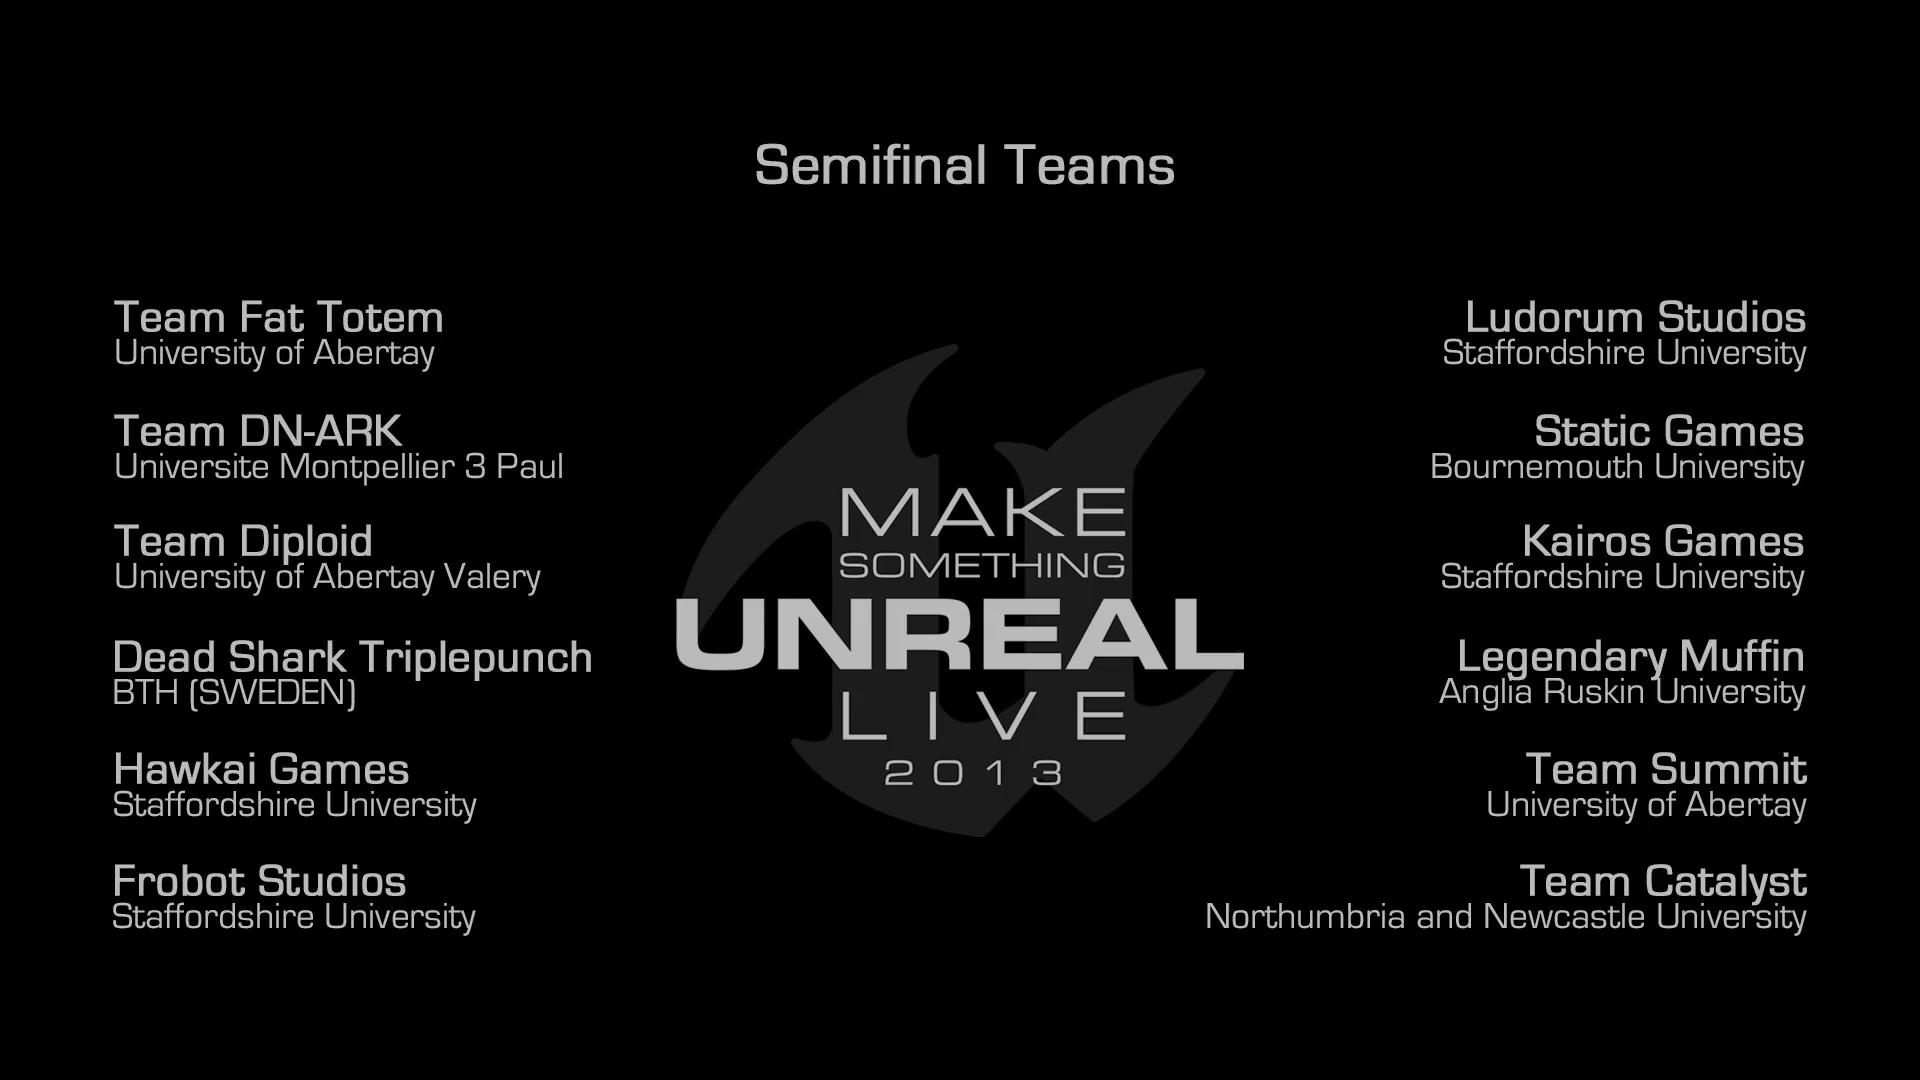 Semifinal Teams
Team Fat Totem
University of Abertay
Team DN-ARK
Universite Montpellier 3 Paul
Team Diploid
University of Abertay Valery
Dead Shark Triplepunch
BTH (SWEDEN)
Hawkai Games
Staffordshire University
Frobot Studios
Staffordshire University
MAKE
SOMETHING
UNREAL
LIVE
2013
Ludorum Studios
Staffordshire University
Static Games
Bournemouth University
Kairos Games
Staffordshire University
Legendary Muffin
Anglia Ruskin University
Team Summit
University of Abertay
Team Catalyst
Northumbria and Newcastle University